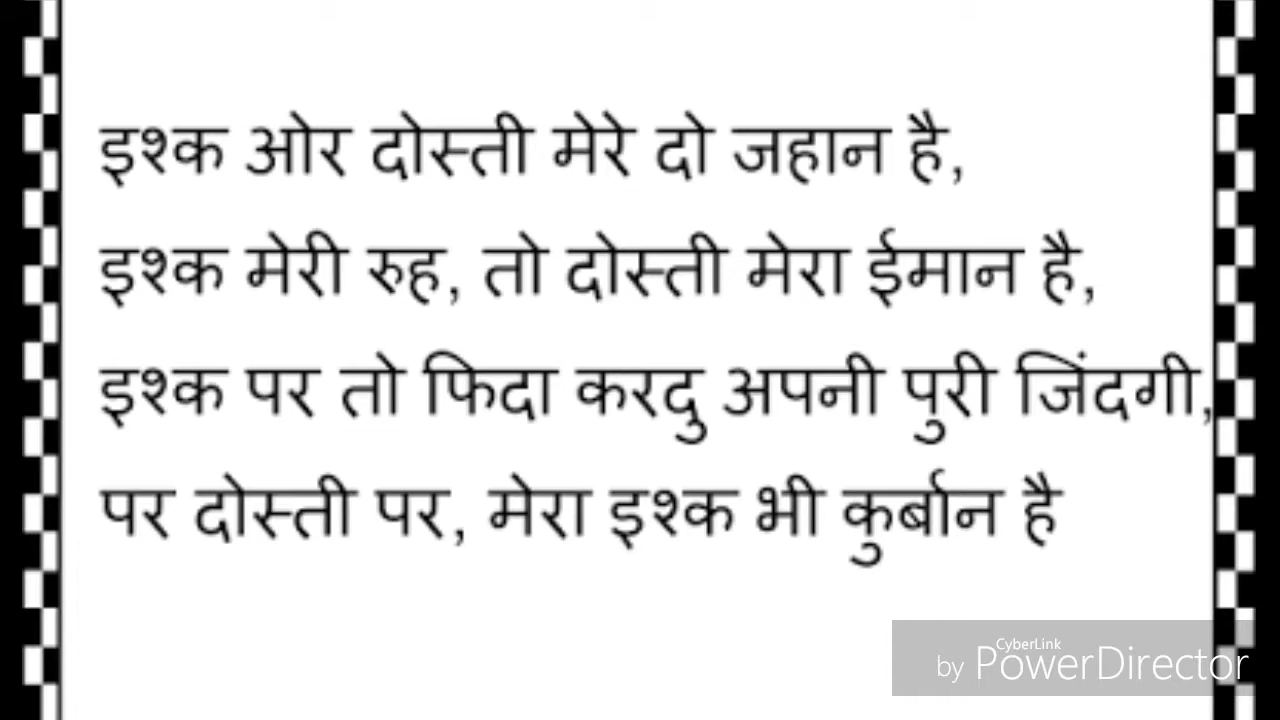 इश्क ओर दोस्ती मेरे दो जहान है,
इश्क मेरी रुह, तो दोस्ती मेरा ईमान है,
इश्क पर तो फिदा करदु अपनी पुरी जिंदगी,
पर दोस्ती पर, मेरा इश्क भी कुर्बान है
CyberLink
by PowerDirector